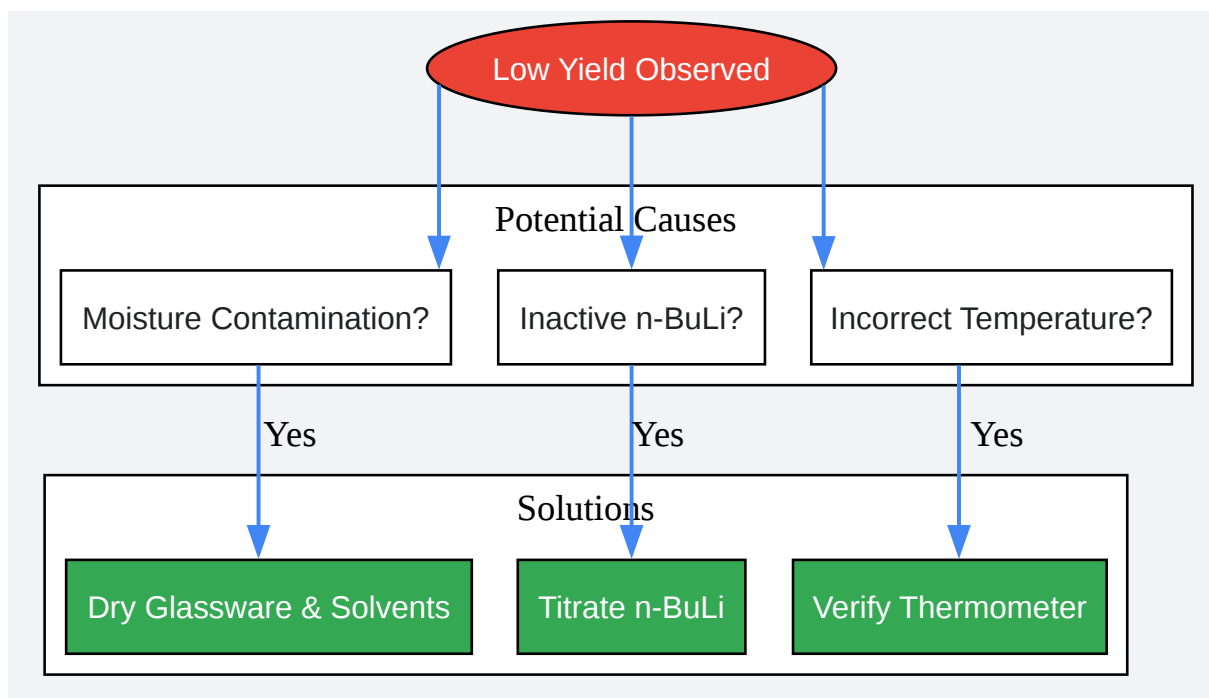 Low Yield Observed
Potential Causes
Moisture Contamination?
Inactive n-BuLi?
Incorrect Temperature?
Yes
Yes
Yes
Solutions
Dry Glassware & Solvents
Titrate n-BuLi
Verify Thermometer